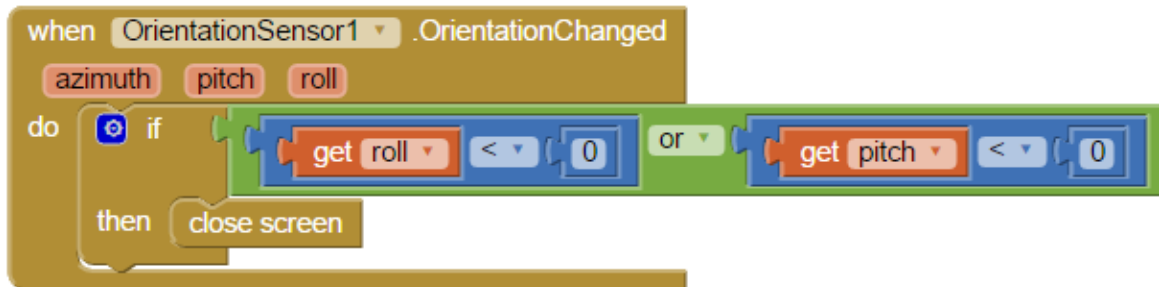 when OrientationSensor1 .OrientationChanged
azimuth pitch roll
do if get roll < 0 or get pitch < 0
then close screen